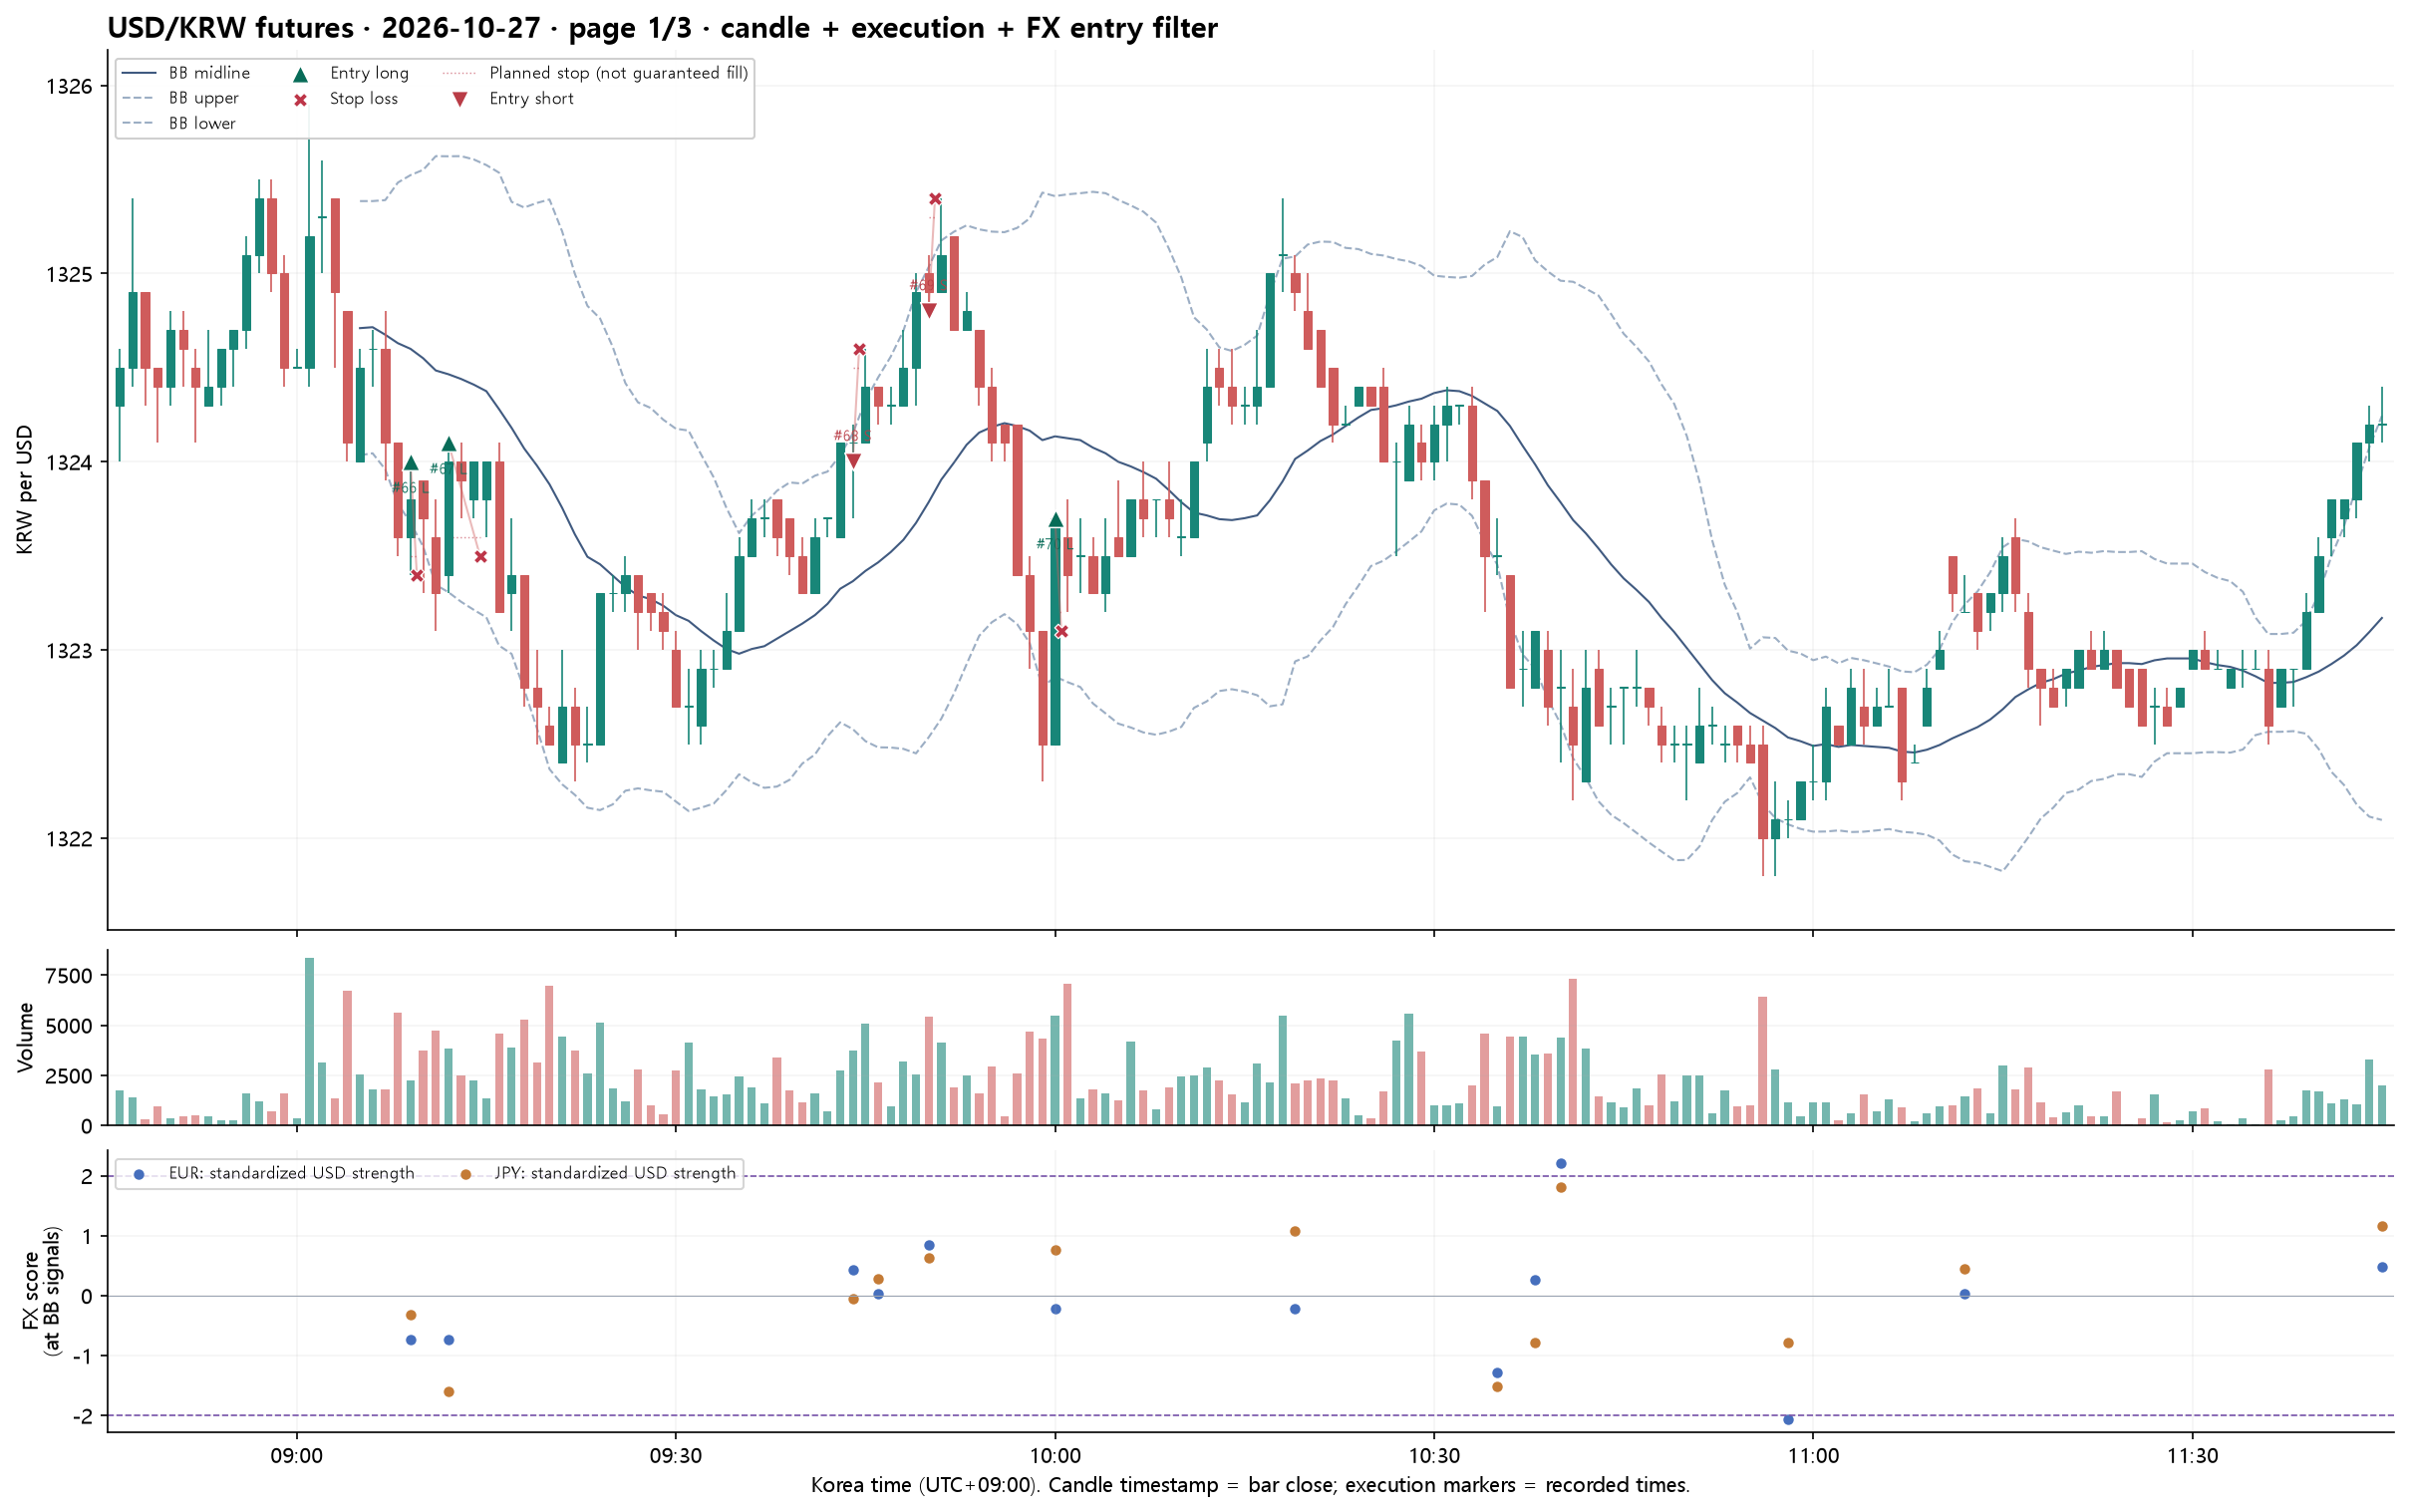 USD/KRW futures · 2026-10-27 · page 1/3 · candle + execution + FX entry filter
BB midline
BB upper
BB lower
Entry long
Stop loss
Planned stop (not guaranteed fill)
Entry short
KRW per USD
1326
1325
1324
1323
1322
#66 L
#67 L
#68 S
#69
#70 L
Volume
7500
5000
2500
0
EUR: standardized USD strength
JPY: standardized USD strength
FX score
(at BB signals)
2
1
0
-1
-2
09:00
09:30
10:00
10:30
11:00
11:30
Korea time (UTC+09:00). Candle timestamp = bar close; execution markers = recorded times.